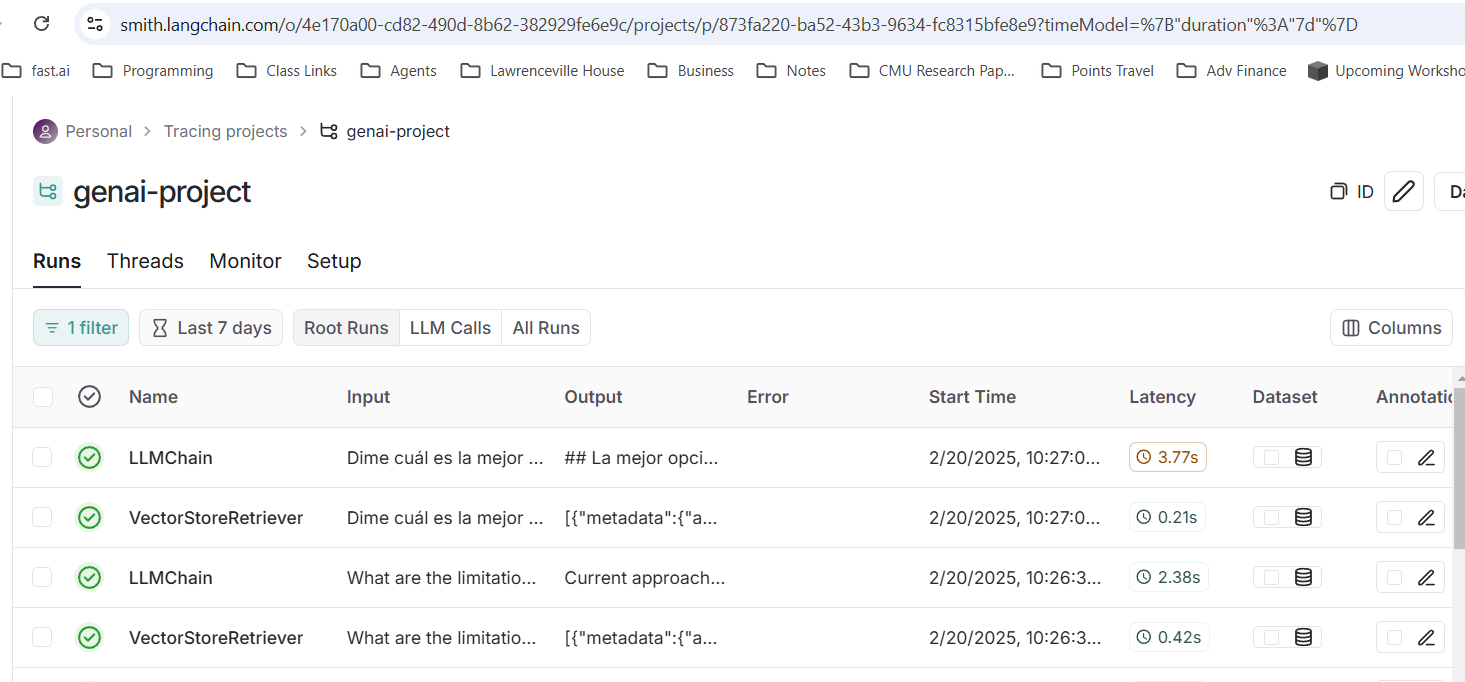 smith.langchain.com/o/4e170a00-cd82-490d-8b62-382929fe6e9c/projects/p/873fa220-ba52-43b3-9634-fc8315bfe8e9?timeModel=%7B"duration"%3A"7d"%7D
fast.ai Programming Class Links Agents Lawrenceville House Business Notes CMU Research Pap... Points Travel Adv Finance Upcoming Worksho
Personal > Tracing projects > genai-project
genai-project ID Da
Runs Threads Monitor Setup
1 filter Last 7 days Root Runs LLM Calls All Runs Columns
Name Input Output Error Start Time Latency Dataset Annotatio
LLMChain Dime cuál es la mejor ... ## La mejor opci... 2/20/2025, 10:27:0... 3.77s
VectorStoreRetriever Dime cuál es la mejor ... [{"metadata":{"a... 2/20/2025, 10:27:0... 0.21s
LLMChain What are the limitatio... Current approach... 2/20/2025, 10:26:3... 2.38s
VectorStoreRetriever What are the limitatio... [{"metadata":{"a... 2/20/2025, 10:26:3... 0.42s